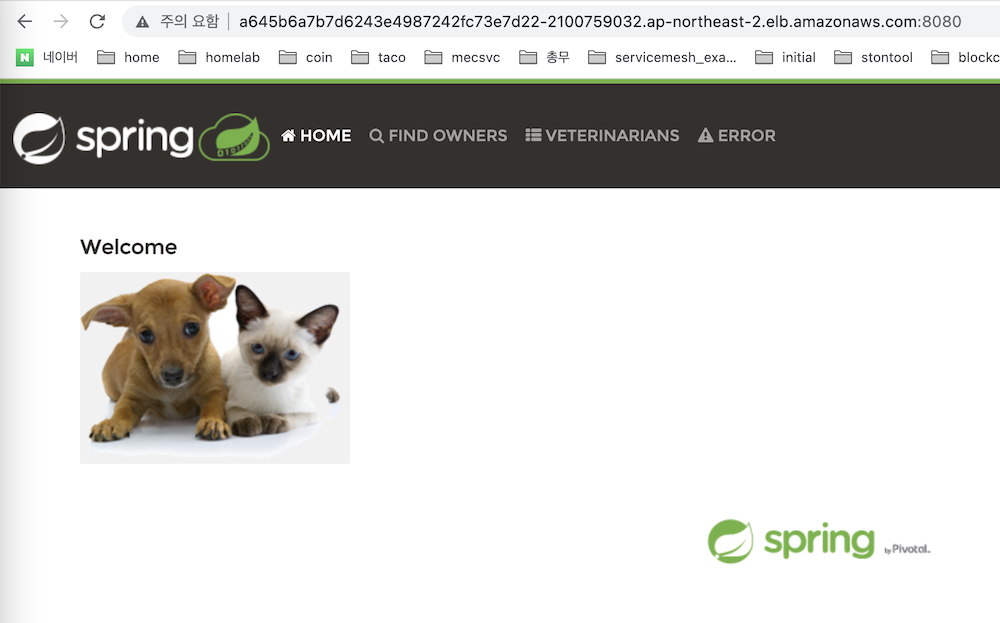 주의 요함 a645b6a7b7d6243e4987242fc73e7d22-2100759032.ap-northeast-2.elb.amazonaws.com:8080
N 네이버 home homelab coin taco mecsvc 총무 servicemesh_exa... initial stontool blockc
spring HOME FIND OWNERS VETERINARIANS ERROR
Welcome
spring by Pivotal.